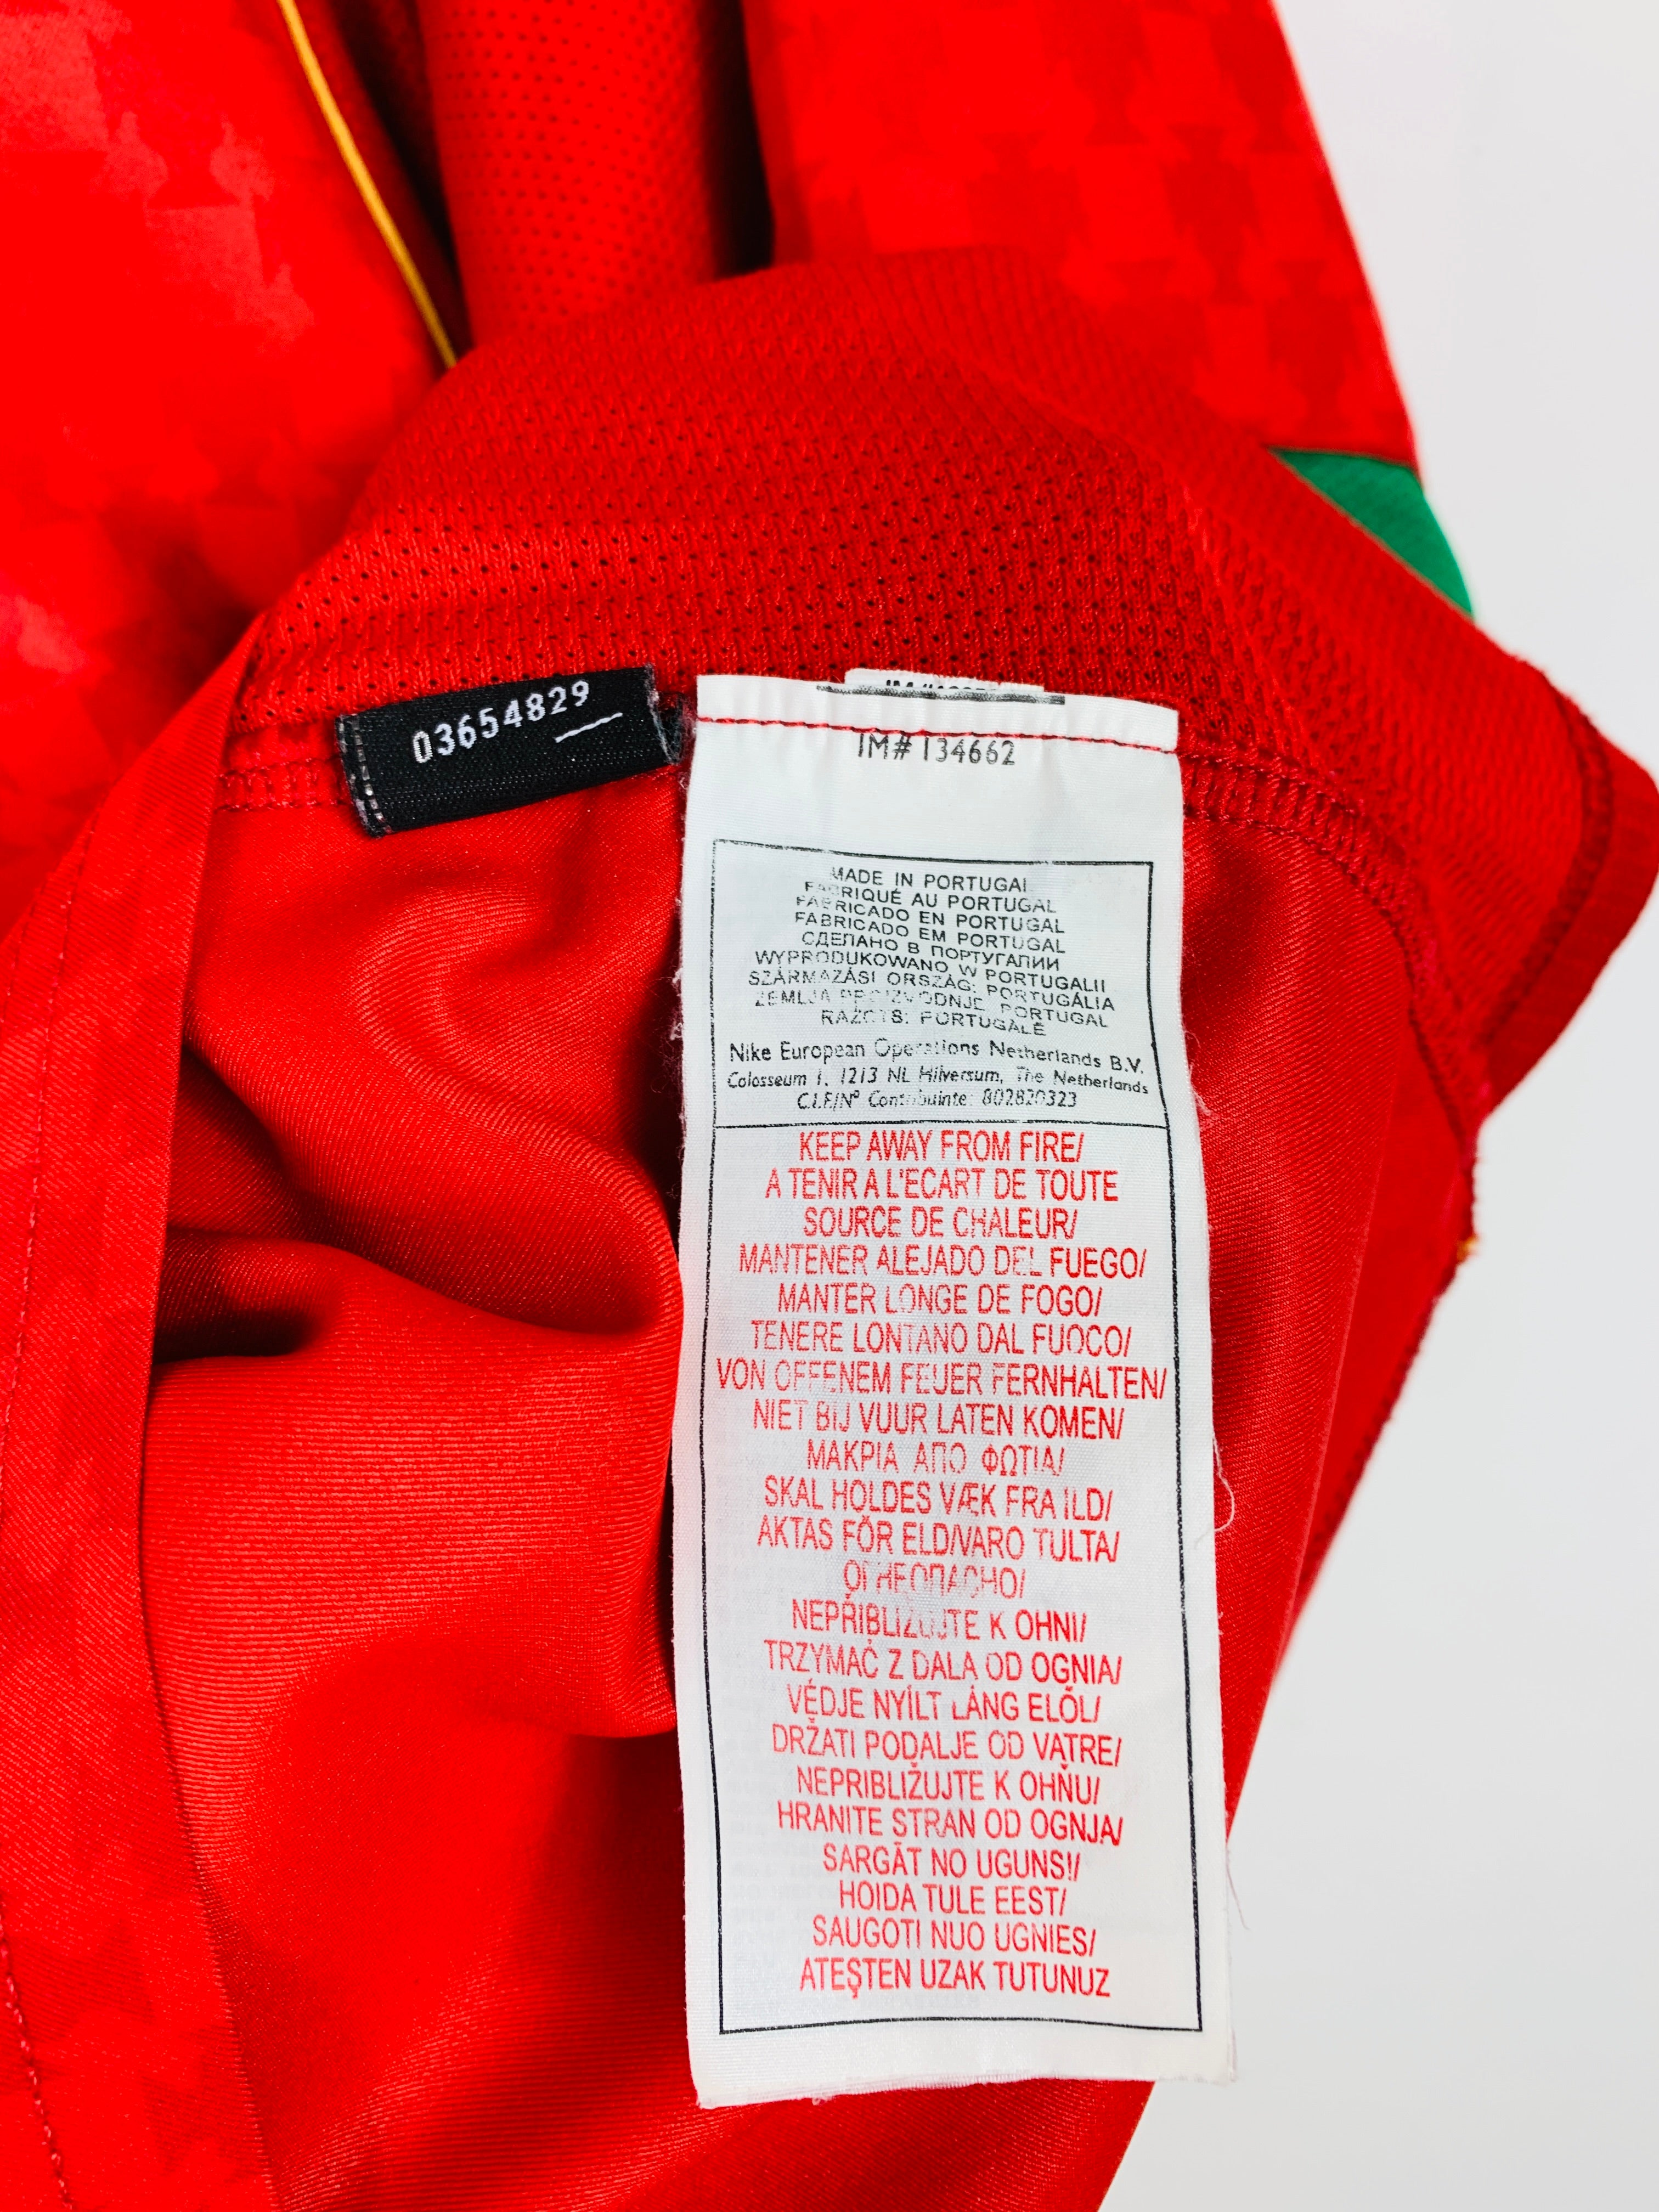 03654829
IM# 134662
MADE IN PORTUGAL
FABRIQUÉ AU PORTUGAL
FABRICADO EN PORTUGAL
FABRICADO EM PORTUGAL
СДЕЛАНО В ПОРТУГАЛИИ
WYPRODUKOWANO W PORTUGALII
SZÁRMAZÁSI ORSZÁG: PORTUGÁLIA
ZEMLJA PROIZVODNJE PORTUGAL
RAŽOTS: PORTUGĀLĒ
Nike European Operations Netherlands B.V.
Colosseum 1, 1213 NL Hilversum, The Netherlands
C.I.F./Nº Contribuinte: 802820323
KEEP AWAY FROM FIRE/
A TENIR A L'ECART DE TOUTE
SOURCE DE CHALEUR/
MANTENER ALEJADO DEL FUEGO/
MANTER LONGE DE FOGO/
TENERE LONTANO DAL FUOCO/
VON OFFENEM FEUER FERNHALTEN/
NIET BIJ VUUR LATEN KOMEN/
ΜΑΚΡΙΑ ΑΠΟ ΦΩΤΙΑ/
SKAL HOLDES VÆK FRA ILD/
AKTAS FÖR ELD/VARO TULTA/
ОГНЕОПАСНО/
NEPŘIBLIŽUJTE K OHNI/
TRZYMAĆ Z DALA OD OGNIA/
VÉDJE NYÍLT LÁNG ELŐL/
DRŽATI PODALJE OD VATRE/
NEPRIBLIŽUJTE K OHŇU/
HRANITE STRAN OD OGNJA/
SARGĀT NO UGUNS!/
HOIDA TULE EEST/
SAUGOTI NUO UGNIES/
ATEŞTEN UZAK TUTUNUZ